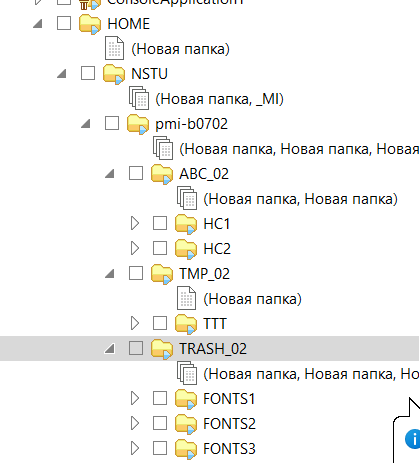 ConsoleApplication1
HOME
(Новая папка)
NSTU
(Новая папка, _MI)
pmi-b0702
(Новая папка, Новая папка, Новая
ABC_02
(Новая папка, Новая папка)
HC1
HC2
TMP_02
(Новая папка)
TTT
TRASH_02
(Новая папка, Новая папка, Но
FONTS1
FONTS2
FONTS3